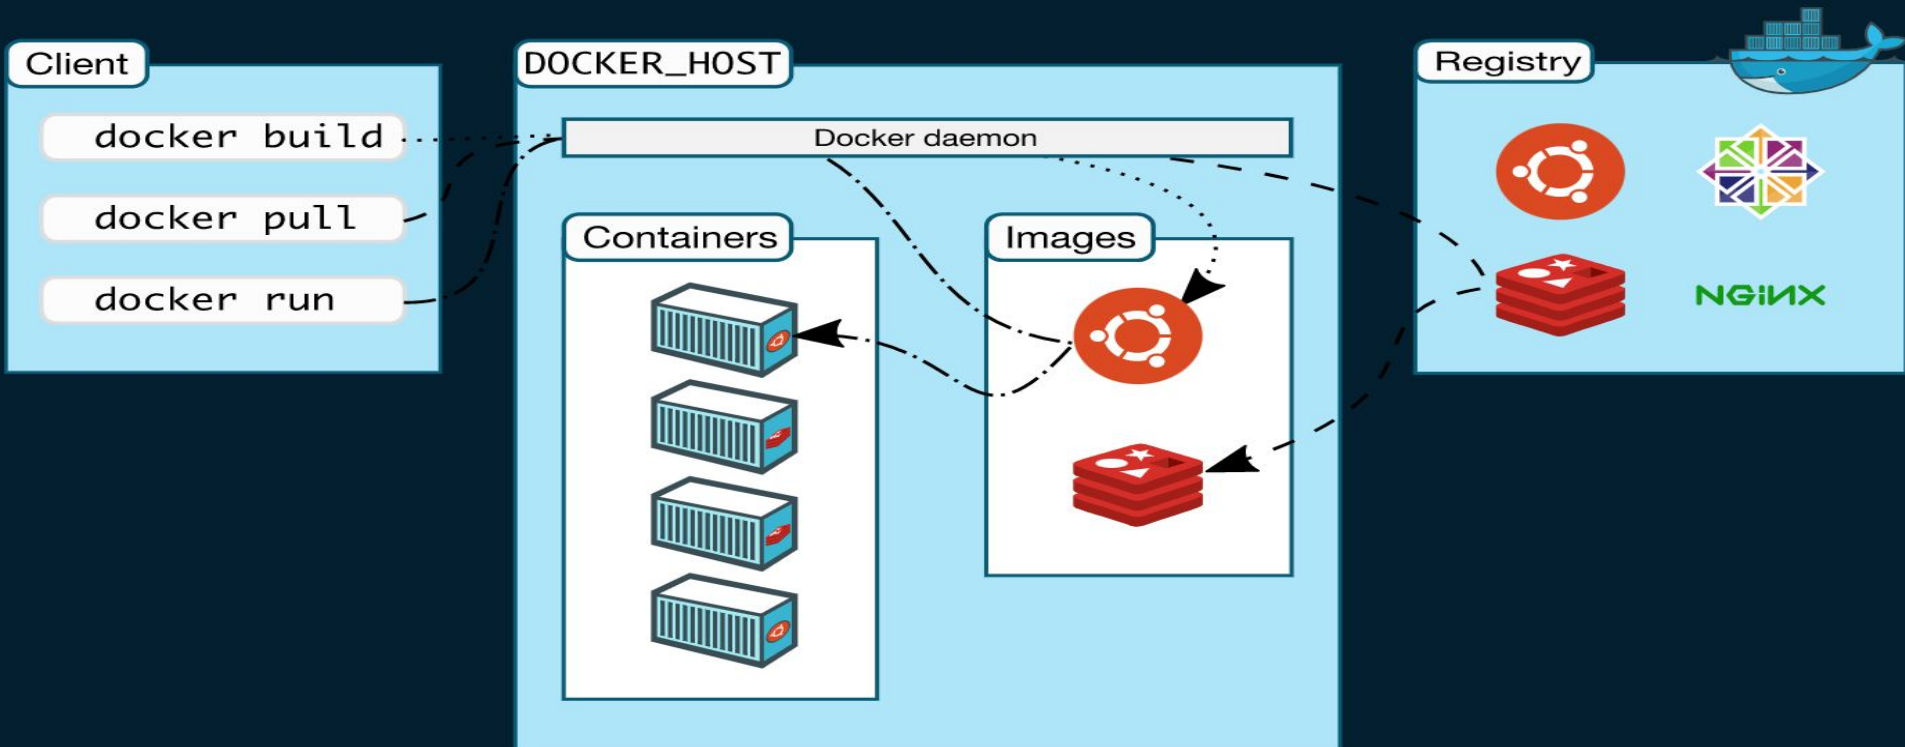 Client
docker build
docker pull
docker run
DOCKER_HOST
Docker daemon
Containers
Images
Registry
NGiNX